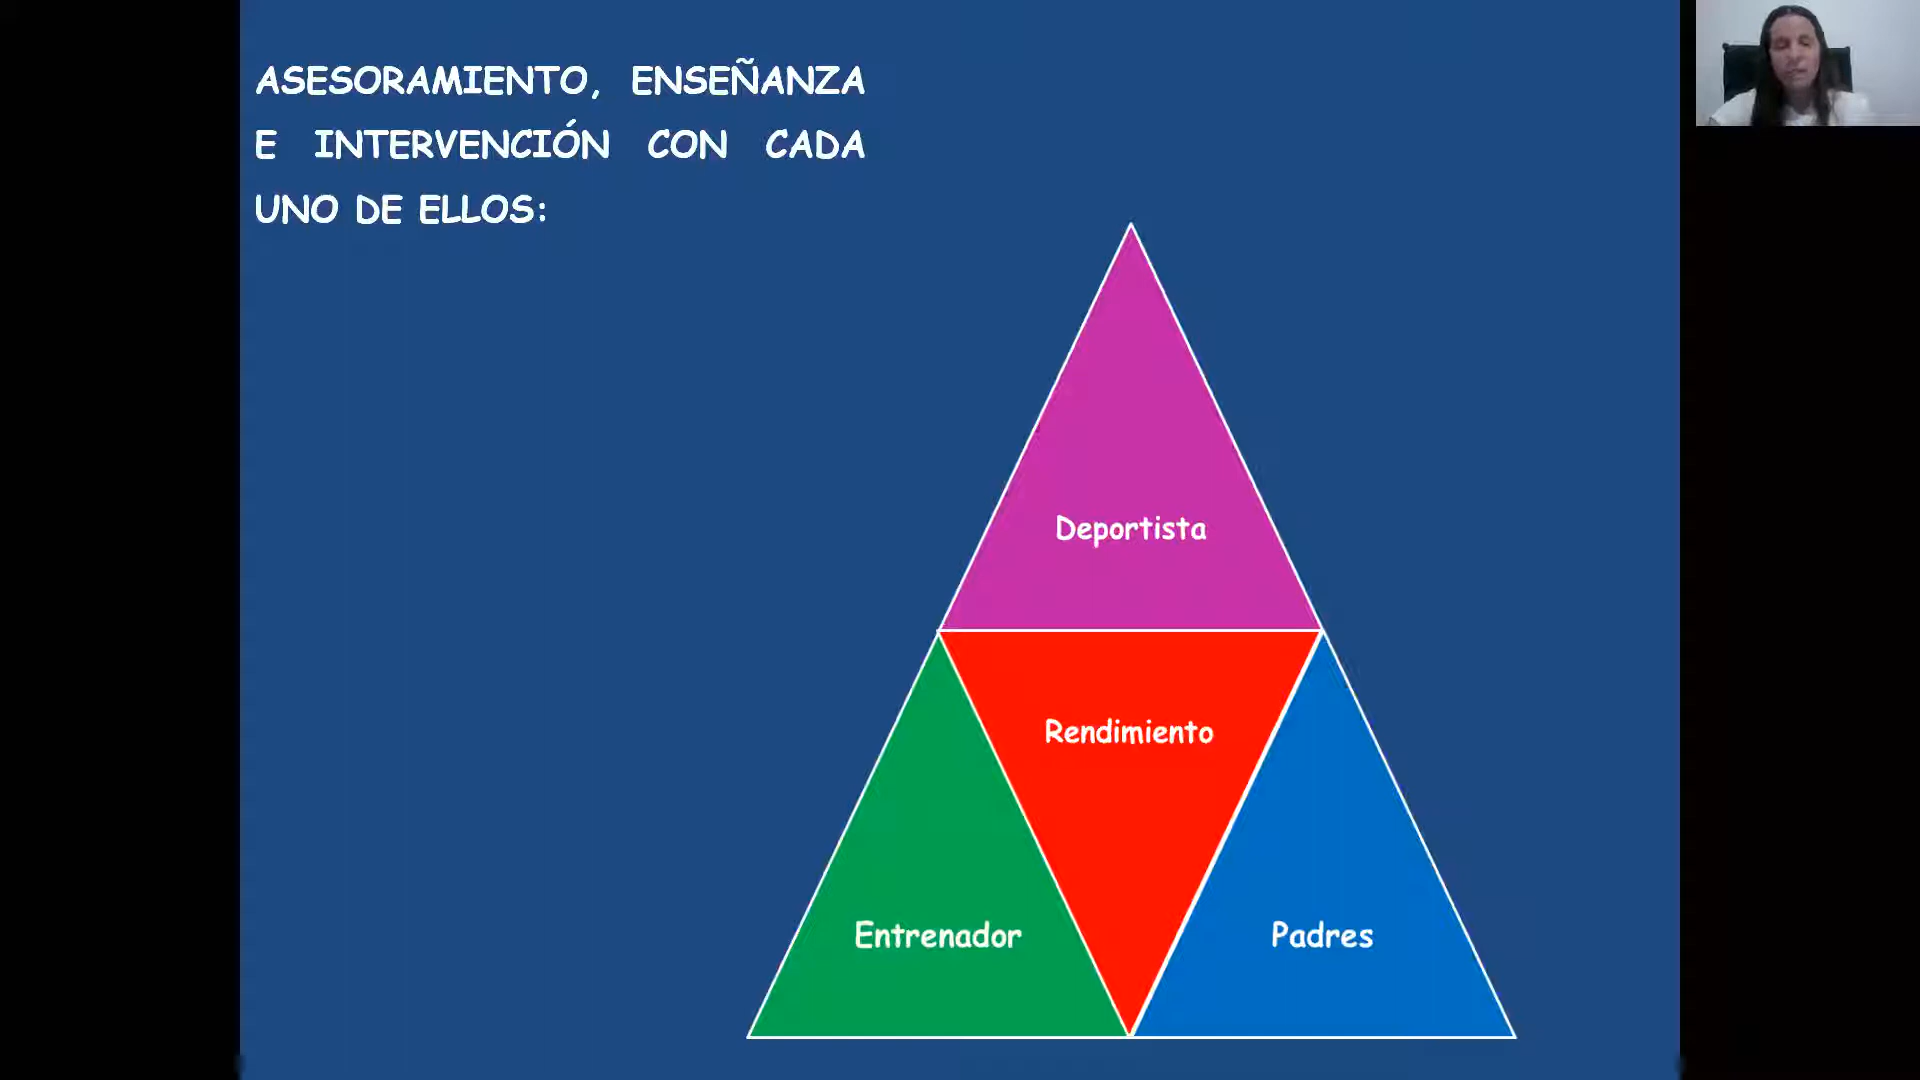 ASESORAMIENTO, ENSEÑANZA
E INTERVENCIÓN CON CADA
UNO DE ELLOS:
Deportista
Rendimiento
Entrenador
Padres